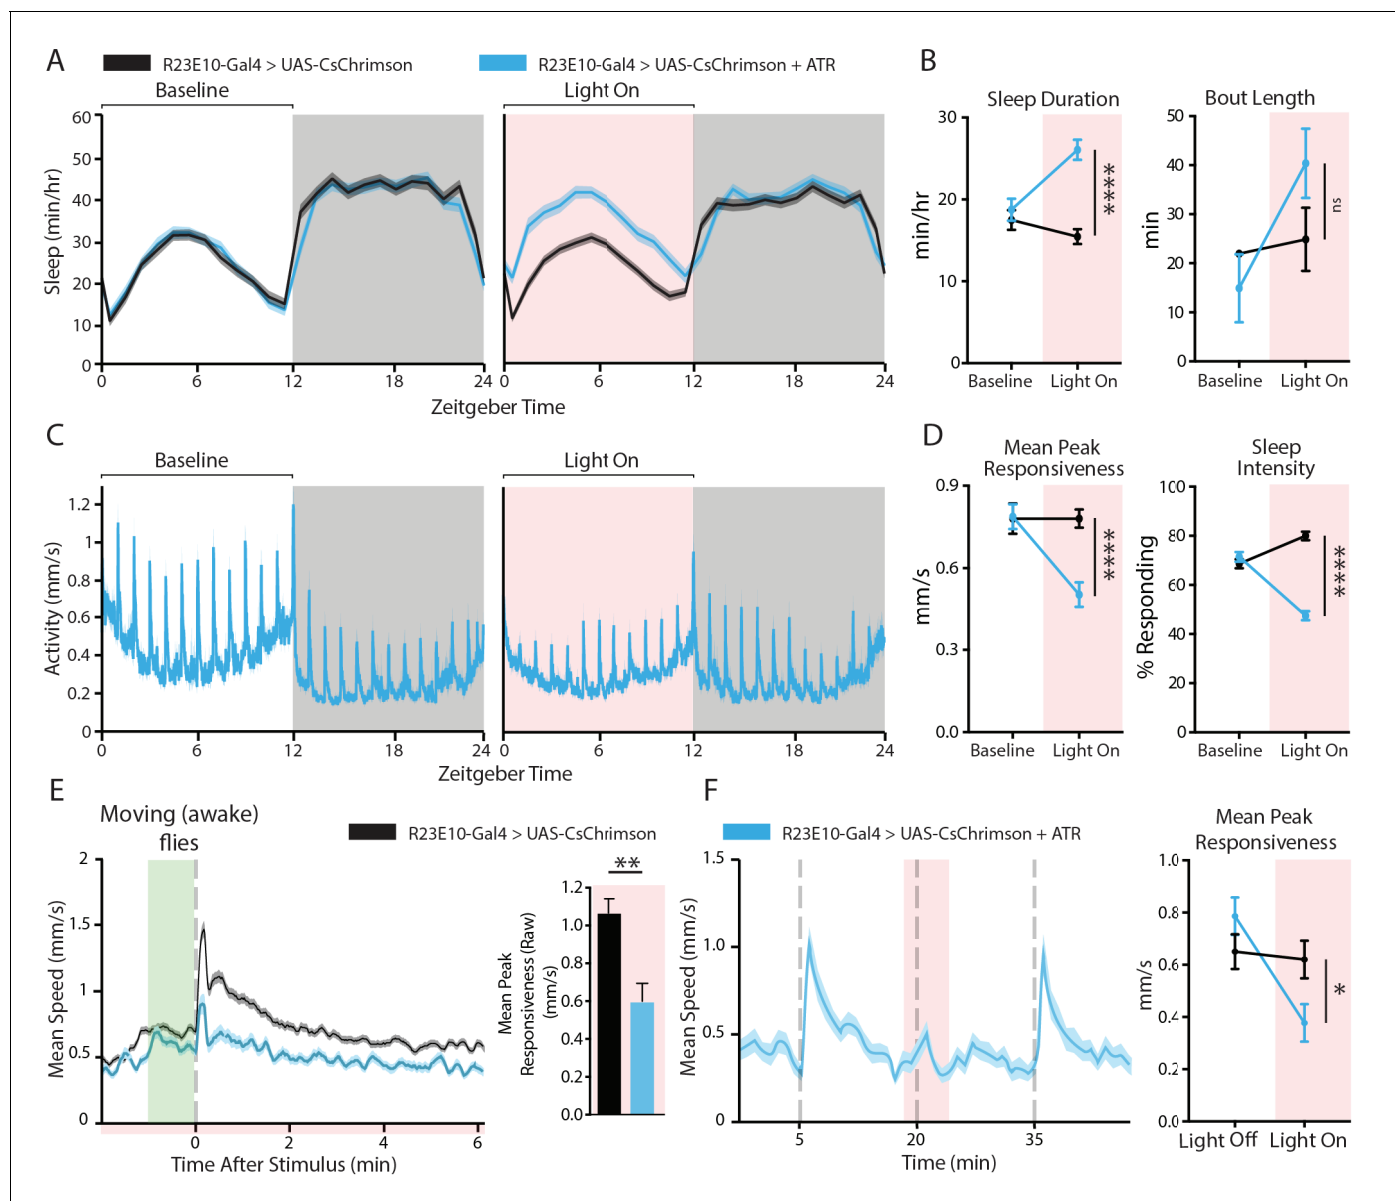 A
R23E10-Gal4 > UAS-CsChrimson
R23E10-Gal4 > UAS-CsChrimson + ATR
Baseline
Light On
Sleep (min/hr)
60
50
40
30
20
10
0
0 6 12 18 24
0 6 12 18 24
Zeitgeber Time
B
Sleep Duration
min/hr
30
20
10
0
****
Baseline Light On
Bout Length
min
50
40
30
20
10
0
ns
Baseline Light On
C
Baseline
Light On
Activity (mm/s)
1.2
1
0.8
0.6
0.4
0.2
0
0 6 12 18 24
0 6 12 18 24
Zeitgeber Time
D
Mean Peak
Responsiveness
mm/s
0.9
0.6
0.3
0.0
****
Baseline Light On
Sleep
Intensity
% Responding
100
80
60
40
20
0
****
Baseline Light On
E
Moving (awake)
flies
R23E10-Gal4 > UAS-CsChrimson
Mean Speed (mm/s)
2
1.5
1
0.5
0
0 2 4 6
Time After Stimulus (min)
**
Mean Peak
Responsiveness (Raw)
(mm/s)
1.2
1.0
0.8
0.6
0.4
0.2
0.0
F
R23E10-Gal4 > UAS-CsChrimson + ATR
Mean Speed (mm/s)
1.5
1.0
0.5
0
5 20 35
Time (min)
Mean Peak
Responsiveness
mm/s
1.0
0.8
0.6
0.4
0.2
0.0
*
Light Off Light On